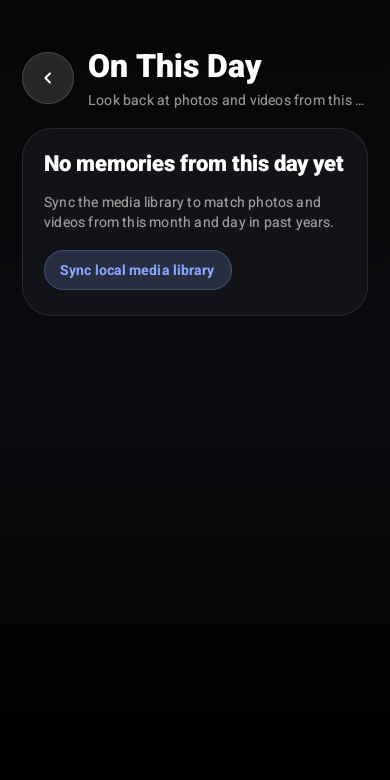 On This Day
Look back at photos and videos from this ...
No memories from this day yet
Sync the media library to match photos and
videos from this month and day in past years.
Sync local media library